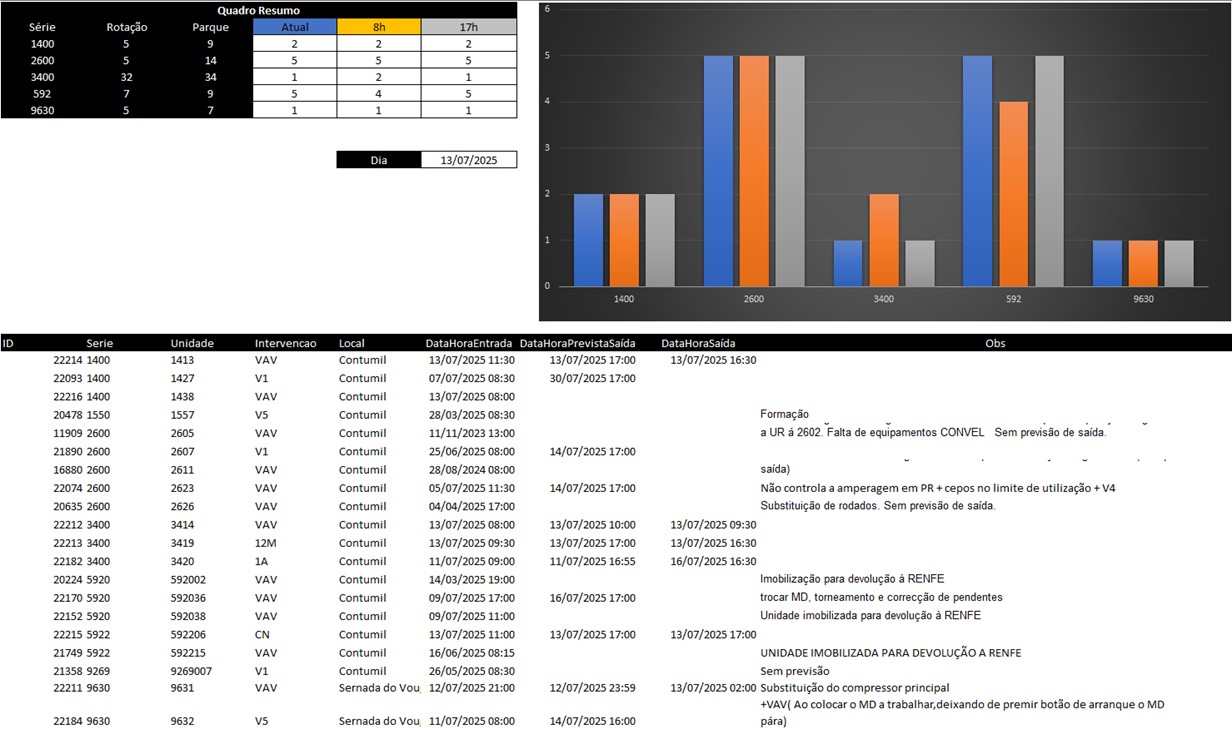 Quadro Resumo
Série Rotação Parque Atual 8h 17h
1400 5 9 2 2 2
2600 5 14 5 5 5
3400 32 34 1 2 1
592 7 9 5 4 5
9630 5 7 1 1 1
Dia 13/07/2025
6
5
4
3
2
1
0
1400 2600 3400 592 9630
ID Serie Unidade Intervencao Local DataHoraEntrada DataHoraPrevistaSaída DataHoraSaída Obs
22214 1400 1413 VAV Contumil 13/07/2025 11:30 13/07/2025 17:00 13/07/2025 16:30
22093 1400 1427 V1 Contumil 07/07/2025 08:30 30/07/2025 17:00
22216 1400 1438 VAV Contumil 13/07/2025 08:00
20478 1550 1557 V5 Contumil 28/03/2025 08:30 Formação
11909 2600 2605 VAV Contumil 11/11/2023 13:00 a UR á 2602. Falta de equipamentos CONVEL Sem previsão de saída.
21890 2600 2607 V1 Contumil 25/06/2025 08:00 14/07/2025 17:00
16880 2600 2611 VAV Contumil 28/08/2024 08:00 saída)
22074 2600 2623 VAV Contumil 05/07/2025 11:30 14/07/2025 17:00 Não controla a amperagem em PR + cepos no limite de utilização + V4
20635 2600 2626 VAV Contumil 04/04/2025 17:00 Substituição de rodados. Sem previsão de saída.
22212 3400 3414 VAV Contumil 13/07/2025 08:00 13/07/2025 10:00 13/07/2025 09:30
22213 3400 3419 12M Contumil 13/07/2025 09:30 13/07/2025 17:00 13/07/2025 16:30
22182 3400 3420 1A Contumil 11/07/2025 09:00 11/07/2025 16:55 16/07/2025 16:30
20224 5920 592002 VAV Contumil 14/03/2025 19:00 Imobilização para devolução à RENFE
22170 5920 592036 VAV Contumil 09/07/2025 17:00 16/07/2025 17:00 trocar MD, torneamento e correcção de pendentes
22152 5920 592038 VAV Contumil 09/07/2025 11:00 Unidade imobilizada para devolução à RENFE
22215 5922 592206 CN Contumil 13/07/2025 11:00 13/07/2025 17:00 13/07/2025 17:00
21749 5922 592215 VAV Contumil 16/06/2025 08:15 UNIDADE IMOBILIZADA PARA DEVOLUÇÃO A RENFE
21358 9269 9269007 V1 Contumil 26/05/2025 08:30 Sem previsão
22211 9630 9631 VAV Sernada do Vou 12/07/2025 21:00 12/07/2025 23:59 13/07/2025 02:00 Substituição do compressor principal
+VAV( Ao colocar o MD a trabalhar,deixando de premir botão de arranque o MD
22184 9630 9632 V5 Sernada do Vou 11/07/2025 08:00 14/07/2025 16:00 pára)